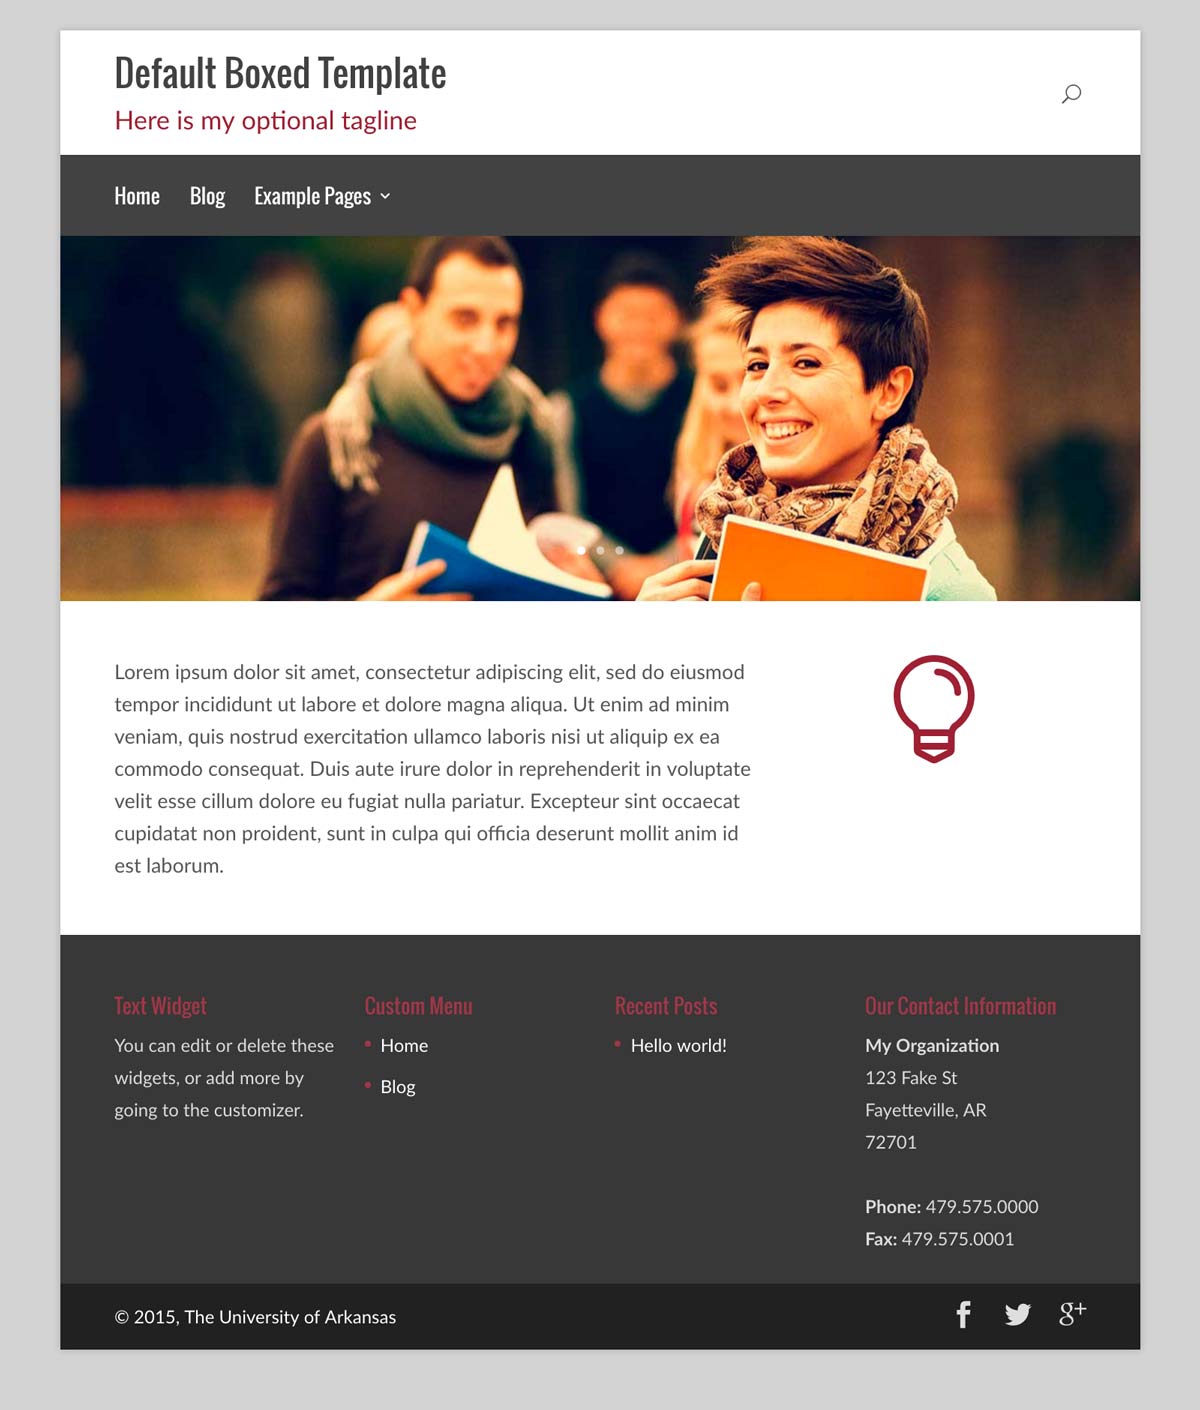 Default Boxed Template
Here is my optional tagline
Home Blog Example Pages
Lorem ipsum dolor sit amet, consectetur adipiscing elit, sed do eiusmod
tempor incididunt ut labore et dolore magna aliqua. Ut enim ad minim
veniam, quis nostrud exercitation ullamco laboris nisi ut aliquip ex ea
commodo consequat. Duis aute irure dolor in reprehenderit in voluptate
velit esse cillum dolore eu fugiat nulla pariatur. Excepteur sint occaecat
cupidatat non proident, sunt in culpa qui officia deserunt mollit anim id
est laborum.
Text Widget
You can edit or delete these
widgets, or add more by
going to the customizer.
Custom Menu
Home
Blog
Recent Posts
Hello world!
Our Contact Information
My Organization
123 Fake St
Fayetteville, AR
72701
Phone: 479.575.0000
Fax: 479.575.0001
© 2015, The University of Arkansas